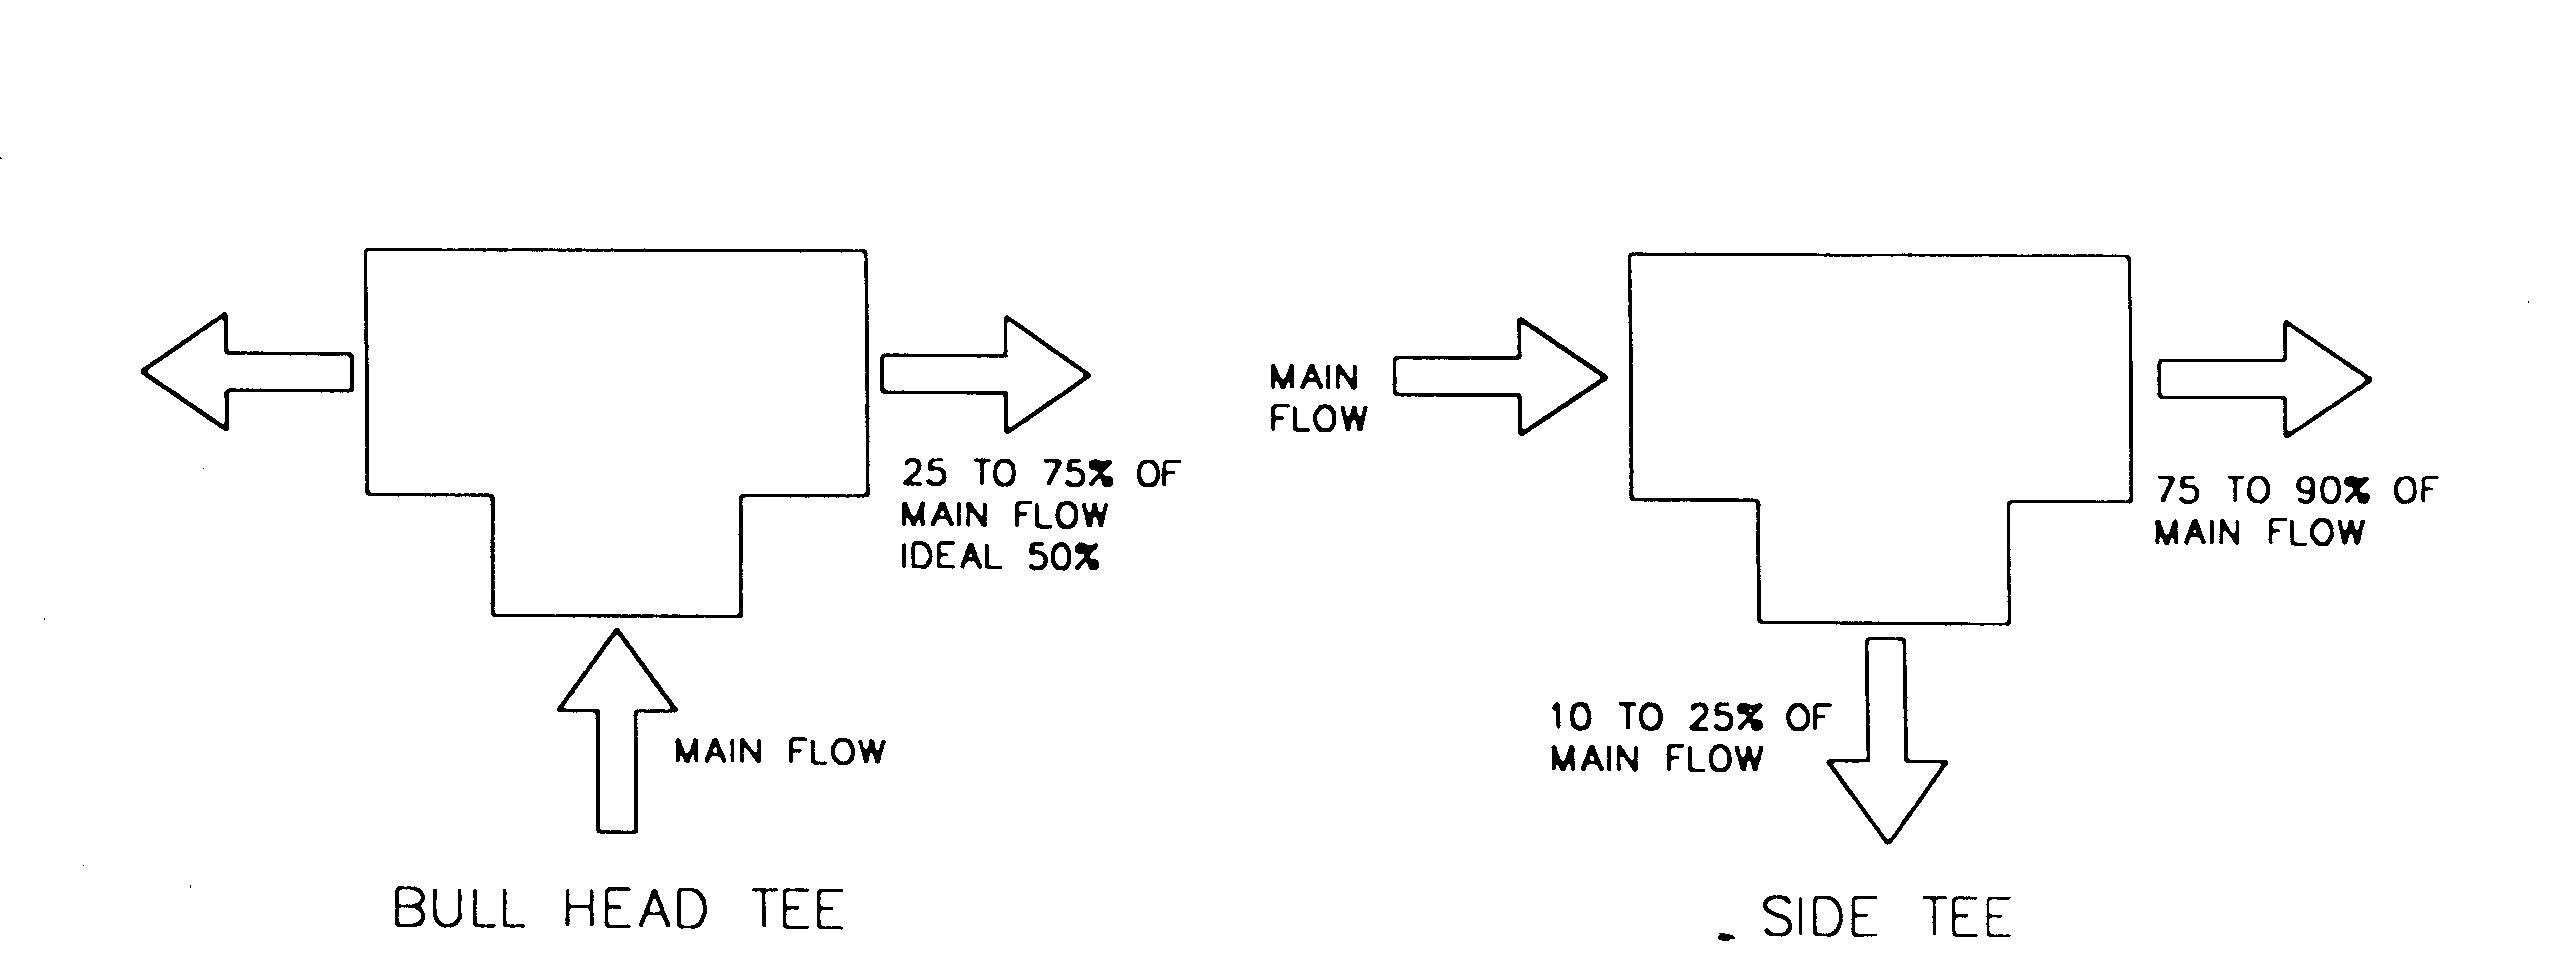 25 TO 75% OF
MAIN FLOW
IDEAL 50%
MAIN FLOW
BULL HEAD TEE
MAIN
FLOW
75 TO 90% OF
MAIN FLOW
10 TO 25% OF
MAIN FLOW
SIDE TEE